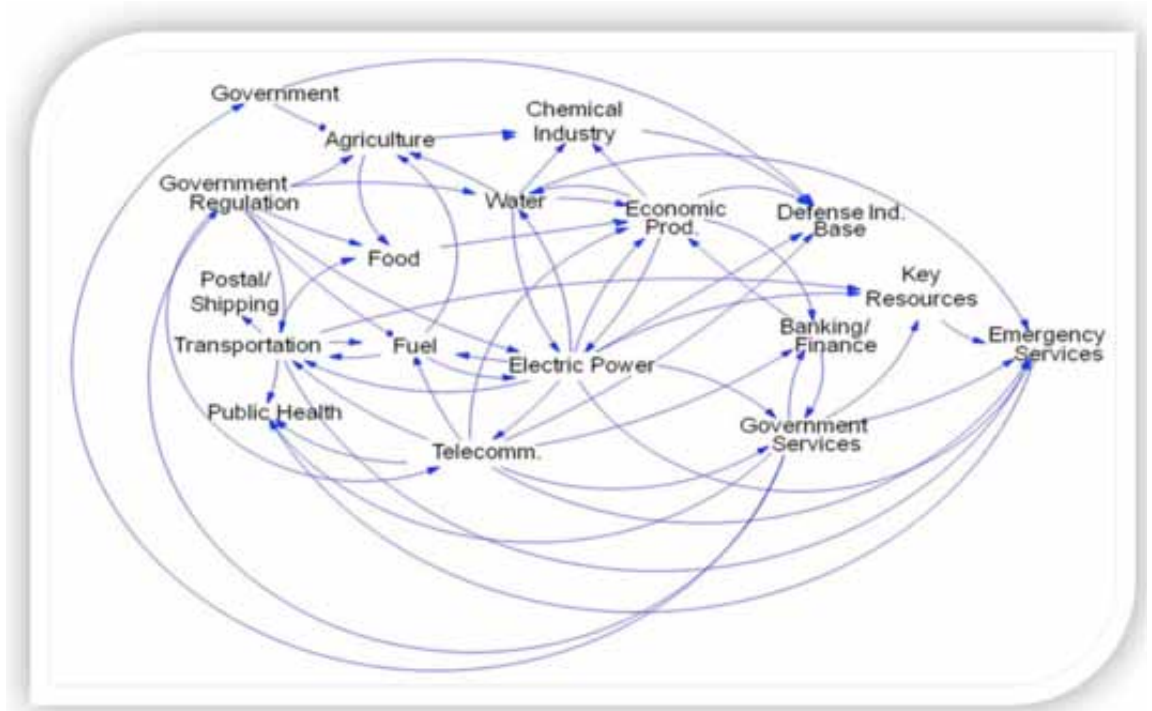 Government
Chemical
Industry
Agriculture
Government
Regulation
Water
Economic
Prod.
Defense Ind.
Base
Food
Postal/
Shipping
Key
Resources
Transportation
Fuel
Electric Power
Banking/
Finance
Emergency
Services
Public Health
Telecomm.
Government
Services